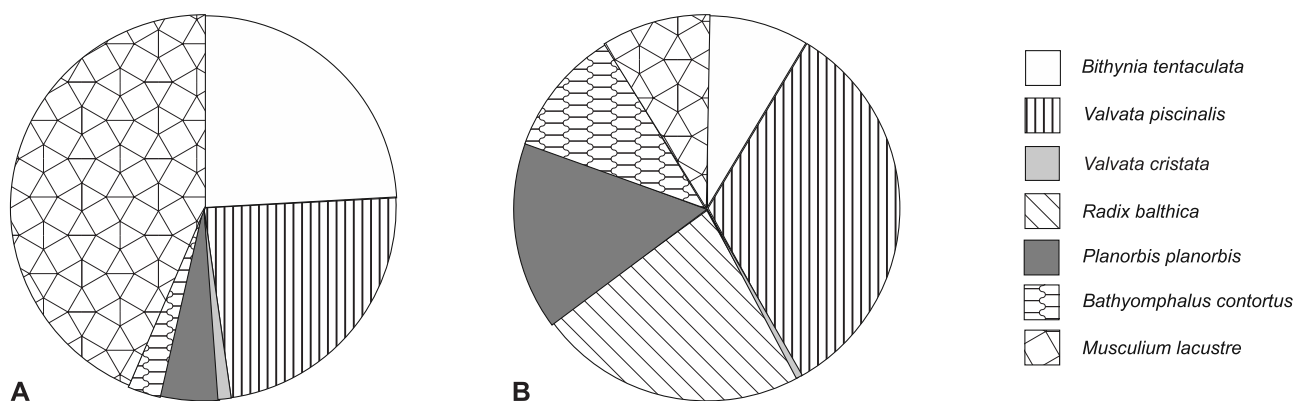 A
B
Bithynia tentaculata
Valvata piscinalis
Valvata cristata
Radix balthica
Planorbis planorbis
Bathyomphalus contortus
Musculium lacustre